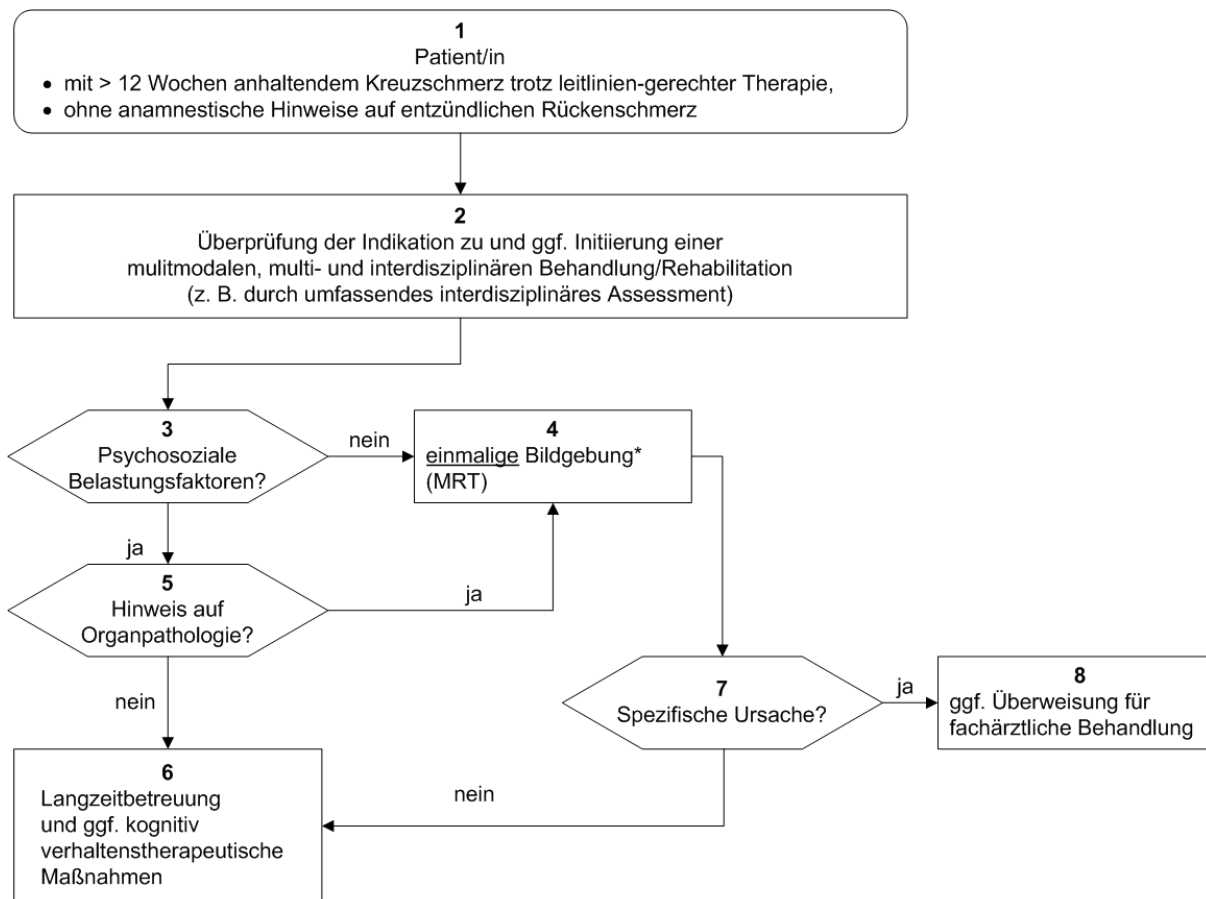 1
Patient/in
• mit > 12 Wochen anhaltendem Kreuzschmerz trotz leitlinien-gerechter Therapie,
• ohne anamnestische Hinweise auf entzündlichen Rückenschmerz
2
Überprüfung der Indikation zu und ggf. Initiierung einer
mulitmodalen, multi- und interdisziplinären Behandlung/Rehabilitation
(z. B. durch umfassendes interdisziplinäres Assessment)
3
Psychosoziale
Belastungsfaktoren?
nein
4
einmalige Bildgebung*
(MRT)
ja
5
Hinweis auf
Organpathologie?
ja
nein
7
Spezifische Ursache?
ja
8
ggf. Überweisung für
fachärztliche Behandlung
nein
6
Langzeitbetreuung
und ggf. kognitiv
verhaltenstherapeutische
Maßnahmen